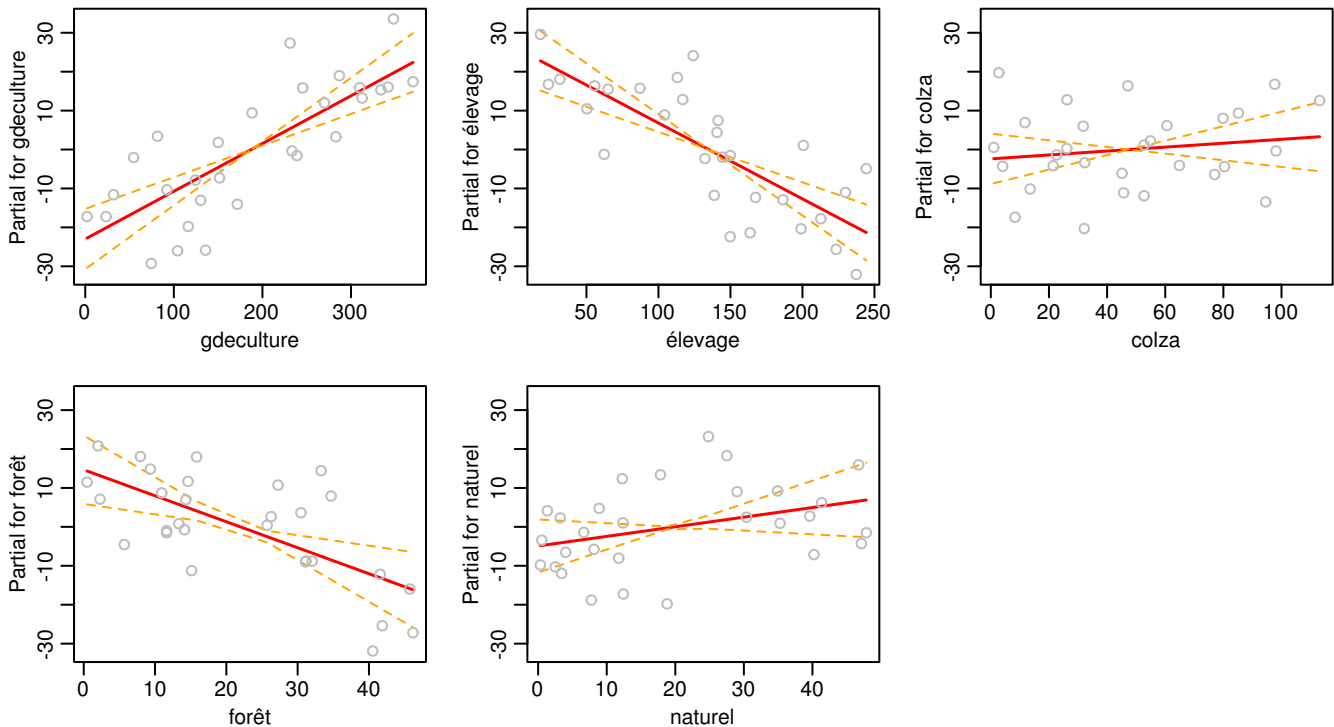 Partial for gdeculture
-30 -10 10 30
0 100 200 300
gdeculture
Partial for élevage
-30 -10 10 30
50 100 150 200 250
élevage
Partial for colza
-30 -10 10 30
0 20 40 60 80 100
colza
Partial for forêt
-30 -10 10 30
0 10 20 30 40
forêt
Partial for naturel
-30 -10 10 30
0 10 20 30 40
naturel